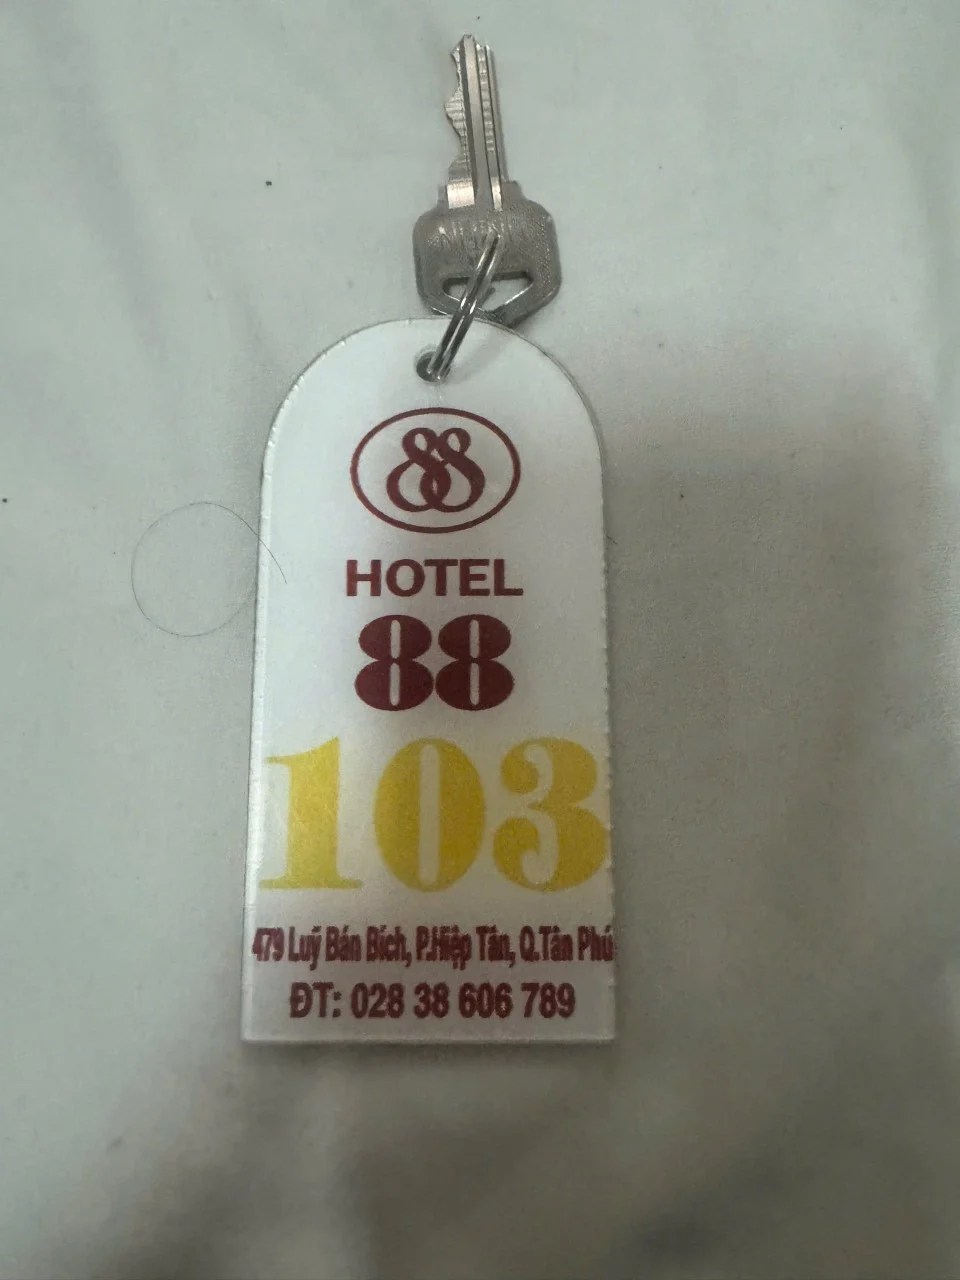 88
HOTEL
88
103
479 Luỹ Bán Bích, P.Hiệp Tân, Q.Tân Phú
ĐT: 028 38 606 789